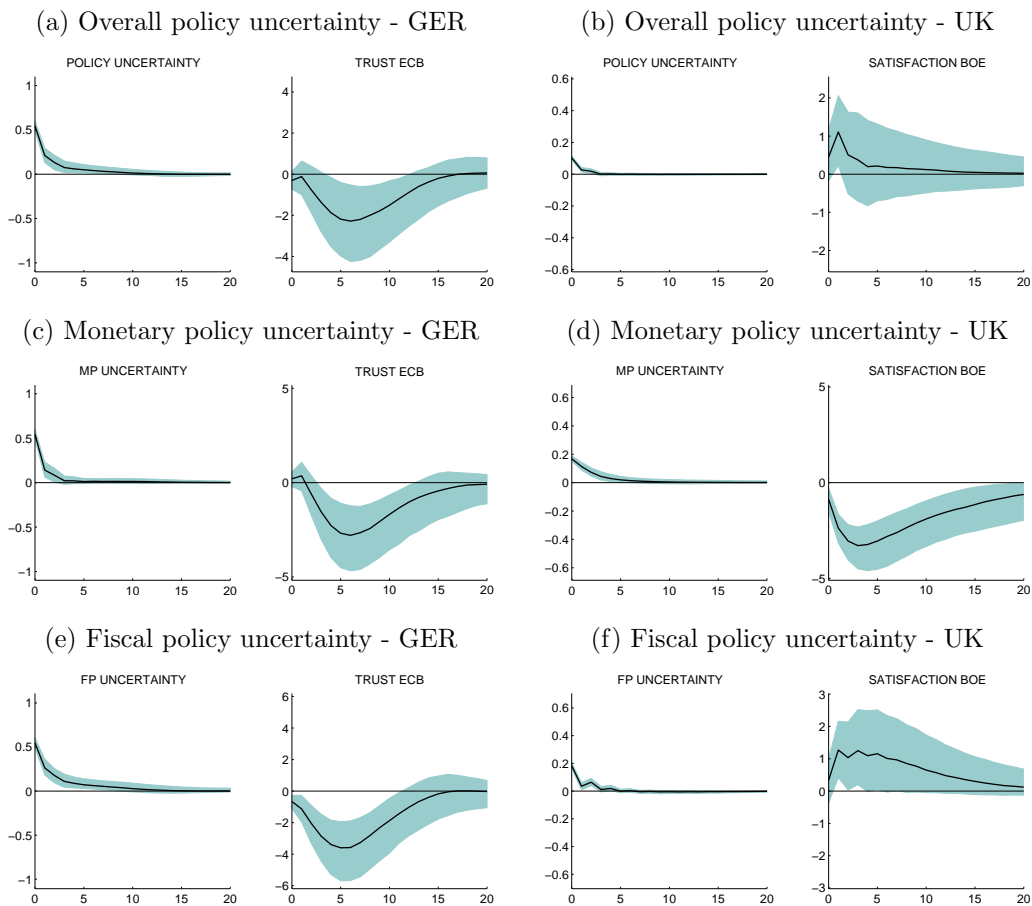 (a) Overall policy uncertainty - GER
(b) Overall policy uncertainty - UK
POLICY UNCERTAINTY
TRUST ECB
POLICY UNCERTAINTY
SATISFACTION BOE
1
0.5
0
−0.5
−1
0 5 10 15 20
4
2
0
−2
−4
0 5 10 15 20
0.6
0.4
0.2
0
−0.2
−0.4
−0.6
0 5 10 15 20
2
1
0
−1
−2
0 5 10 15 20
(c) Monetary policy uncertainty - GER
(d) Monetary policy uncertainty - UK
MP UNCERTAINTY
TRUST ECB
MP UNCERTAINTY
SATISFACTION BOE
1
0.5
0
−0.5
−1
0 5 10 15 20
5
0
−5
0 5 10 15 20
0.6
0.4
0.2
0
−0.2
−0.4
−0.6
0 5 10 15 20
5
0
−5
0 5 10 15 20
(e) Fiscal policy uncertainty - GER
(f) Fiscal policy uncertainty - UK
FP UNCERTAINTY
TRUST ECB
FP UNCERTAINTY
SATISFACTION BOE
1
0.5
0
−0.5
−1
0 5 10 15 20
6
4
2
0
−2
−4
−6
0 5 10 15 20
0.6
0.4
0.2
0
−0.2
−0.4
−0.6
0 5 10 15 20
3
2
1
0
−1
−2
−3
0 5 10 15 20